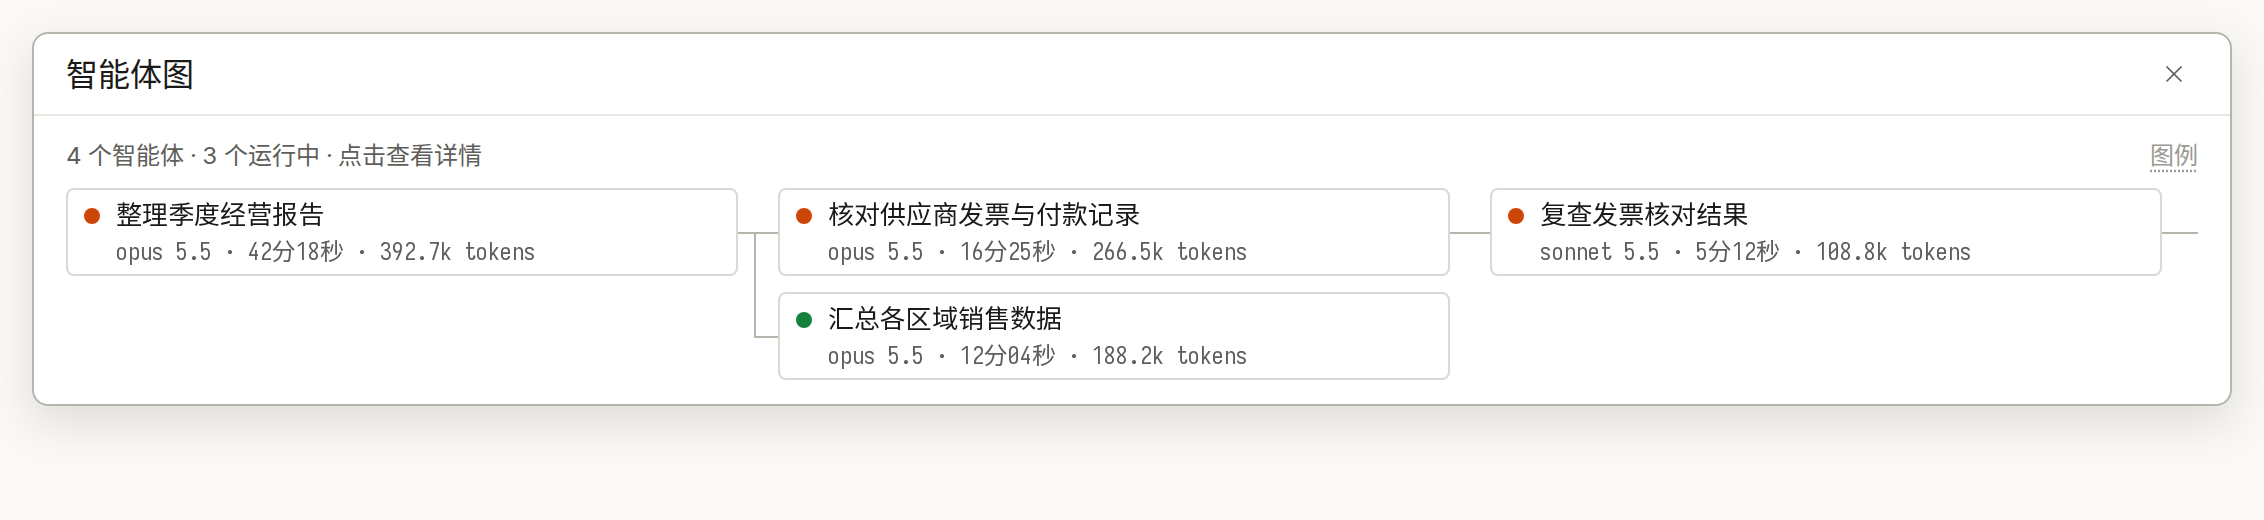 智能体图
4 个智能体 · 3 个运行中 · 点击查看详情
图例
整理季度经营报告
opus 5.5 · 42分18秒 · 392.7k tokens
核对供应商发票与付款记录
opus 5.5 · 16分25秒 · 266.5k tokens
复查发票核对结果
sonnet 5.5 · 5分12秒 · 108.8k tokens
汇总各区域销售数据
opus 5.5 · 12分04秒 · 188.2k tokens